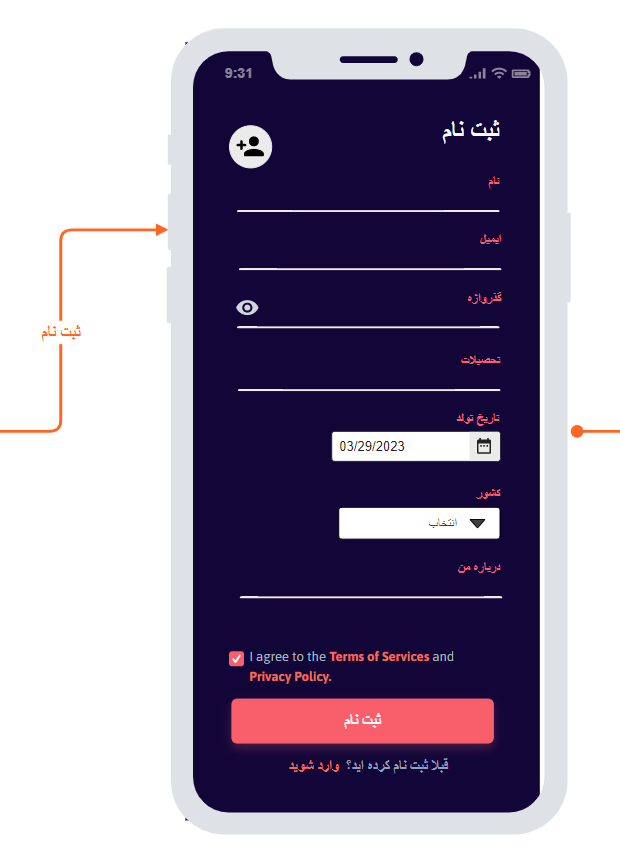 9:31
ثبت نام
نام
ایمیل
گذرواژه
ثبت نام
تحصیلات
تاریخ تولد
03/29/2023
کشور
انتخاب
درباره من
I agree to the Terms of Services and
Privacy Policy.
ثبت نام
قبلا ثبت نام کرده اید؟ وارد شوید